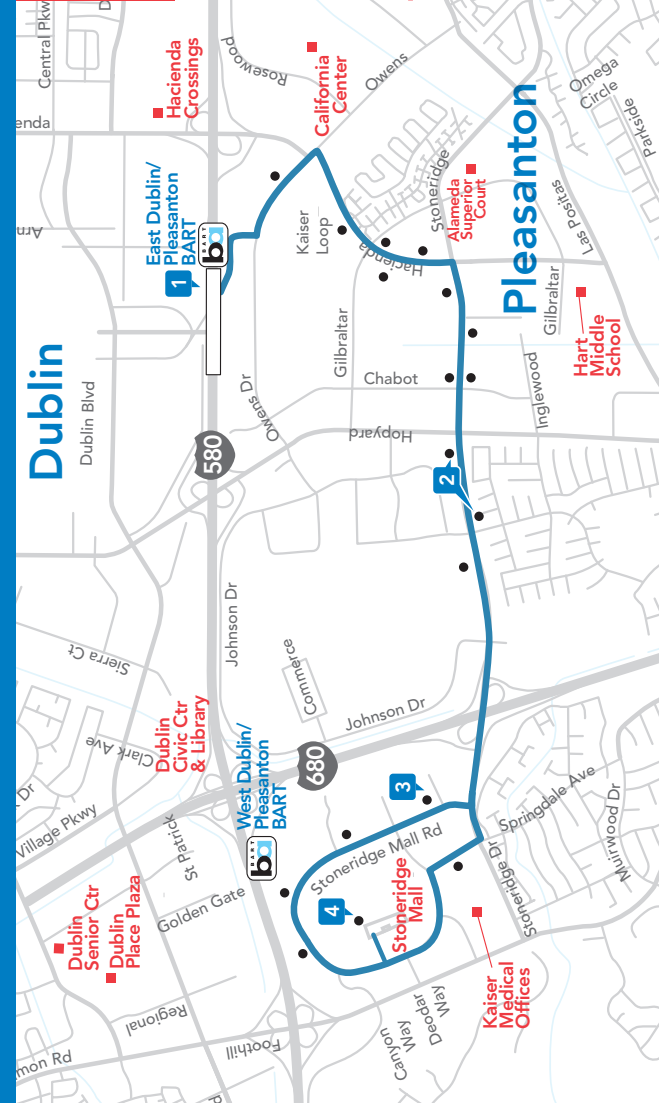 Central Pkwy
D
Hacienda
Crossings
Rosewood
California
Center
Owens
Omega
Circle
Parkside
enda
East Dublin/
Pleasanton
BART
BART
ba
1
Kaiser
Loop
Hacienda
Stoneridge
Alameda
Superior
Court
Pleasanton
Las Positas
Dublin
Dublin Blvd
580
Owens Dr
Gilbraltar
Chabot
Hopyard
Gilbraltar
Inglewood
Hart
Middle
School
2
Sierra Ct
Clark Ave
Johnson Dr
Commerce
Johnson Dr
Dublin
Civic Ctr
& Library
West Dublin/
Pleasanton
BART
BART
ba
680
3
Dr
Village Pkwy
St Patrick
Golden Gate
Stoneridge Mall Rd
Stoneridge
Mall
4
Springdale Ave
Muirwood Dr
Stoneridge Dr
Dublin
Senior Ctr
Dublin
Place Plaza
Regional
Foothill
mon Rd
d
Canyon
Way
Deodar
Way
Kaiser
Medical
Offices